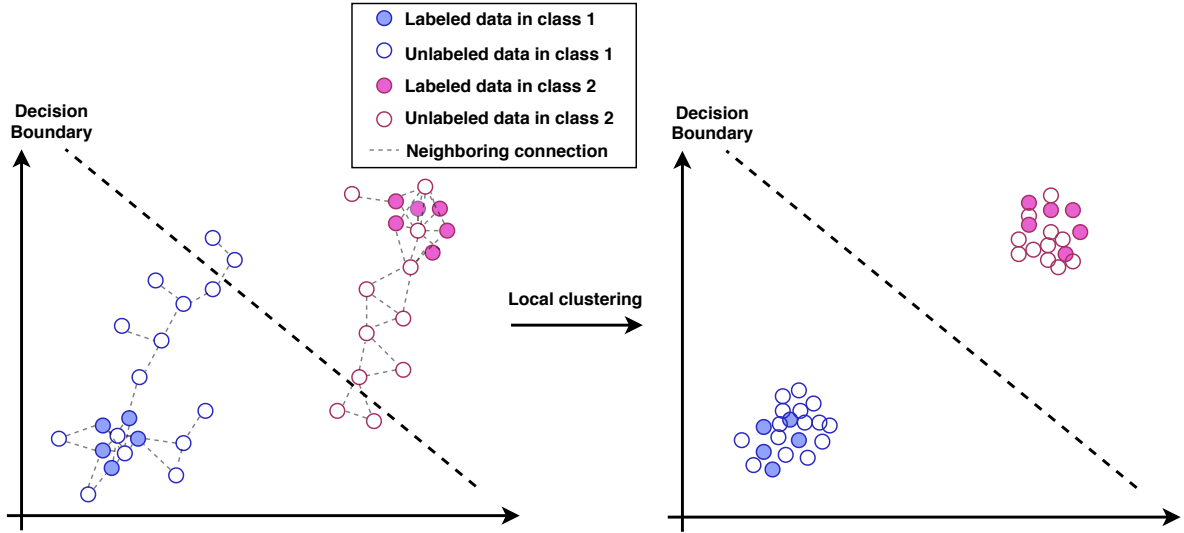 Labeled data in class 1
Unlabeled data in class 1
Labeled data in class 2
Unlabeled data in class 2
Neighboring connection
Decision
Boundary
Local clustering
Decision
Boundary